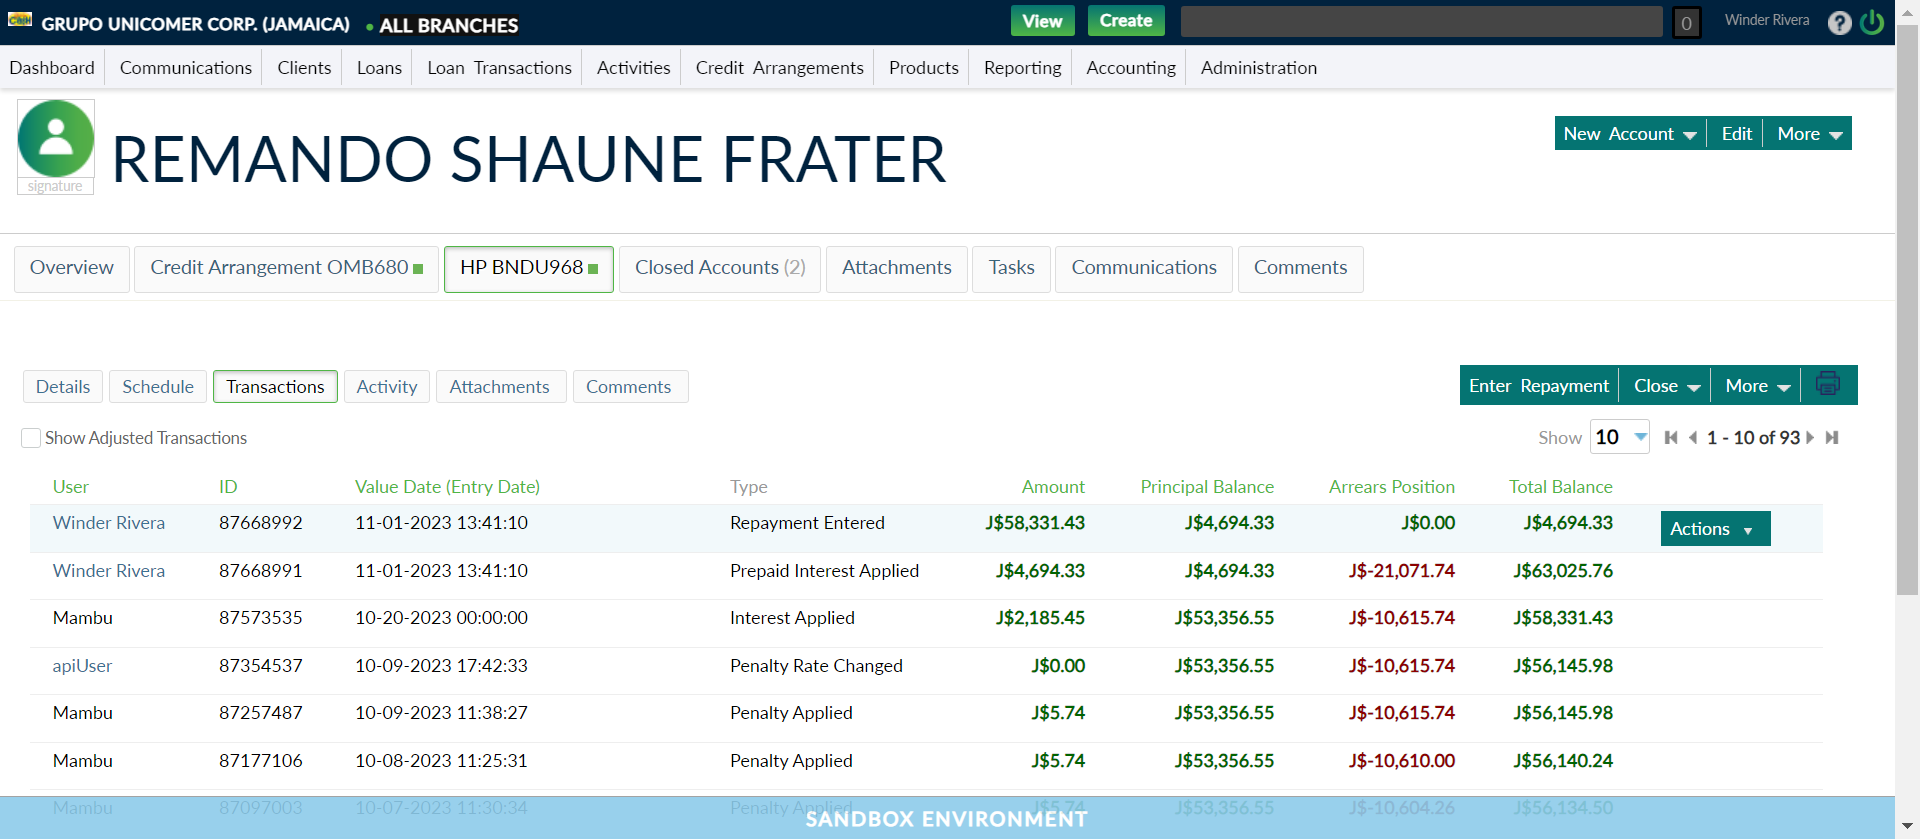 GRUPO UNICOMER CORP. (JAMAICA) • ALL BRANCHES View Create 0 Winder Rivera ?
Dashboard Communications Clients Loans Loan Transactions Activities Credit Arrangements Products Reporting Accounting Administration
signature
REMANDO SHAUNE FRATER
New Account Edit More
Overview Credit Arrangement OMB680 HP BNDU968 Closed Accounts (2) Attachments Tasks Communications Comments
Details Schedule Transactions Activity Attachments Comments
Enter Repayment Close More
Show Adjusted Transactions
Show 10 1 - 10 of 93
User ID Value Date (Entry Date) Type Amount Principal Balance Arrears Position Total Balance
Winder Rivera 87668992 11-01-2023 13:41:10 Repayment Entered J$58,331.43 J$4,694.33 J$0.00 J$4,694.33 Actions
Winder Rivera 87668991 11-01-2023 13:41:10 Prepaid Interest Applied J$4,694.33 J$4,694.33 J$-21,071.74 J$63,025.76
Mambu 87573535 10-20-2023 00:00:00 Interest Applied J$2,185.45 J$53,356.55 J$-10,615.74 J$58,331.43
apiUser 87354537 10-09-2023 17:42:33 Penalty Rate Changed J$0.00 J$53,356.55 J$-10,615.74 J$56,145.98
Mambu 87257487 10-09-2023 11:38:27 Penalty Applied J$5.74 J$53,356.55 J$-10,615.74 J$56,145.98
Mambu 87177106 10-08-2023 11:25:31 Penalty Applied J$5.74 J$53,356.55 J$-10,610.00 J$56,140.24
Mambu 87097003 10-07-2023 11:30:34 Penalty Applied J$5.74 J$53,356.55 J$-10,604.26 J$56,134.50
SANDBOX ENVIRONMENT